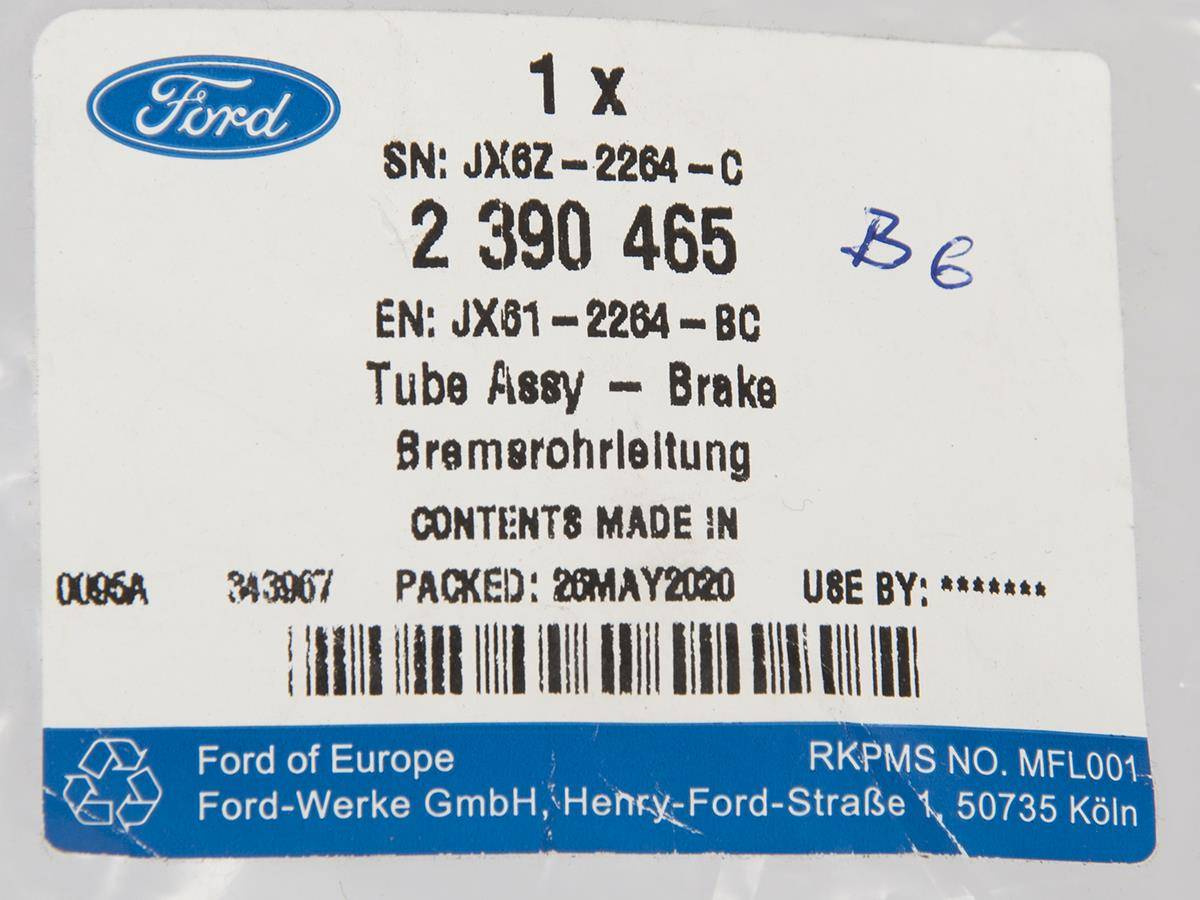 Ford
1 x
SN: JX6Z-2264-C
2 390 465
B6
EN: JX61-2264-BC
Tube Assy - Brake
Bremsrohrleitung
CONTENTS MADE IN
0095A 343967 PACKED: 26MAY2020 USE BY: *******
Ford of Europe RKPMS NO. MFL001
Ford-Werke GmbH, Henry-Ford-Straße 1, 50735 Köln